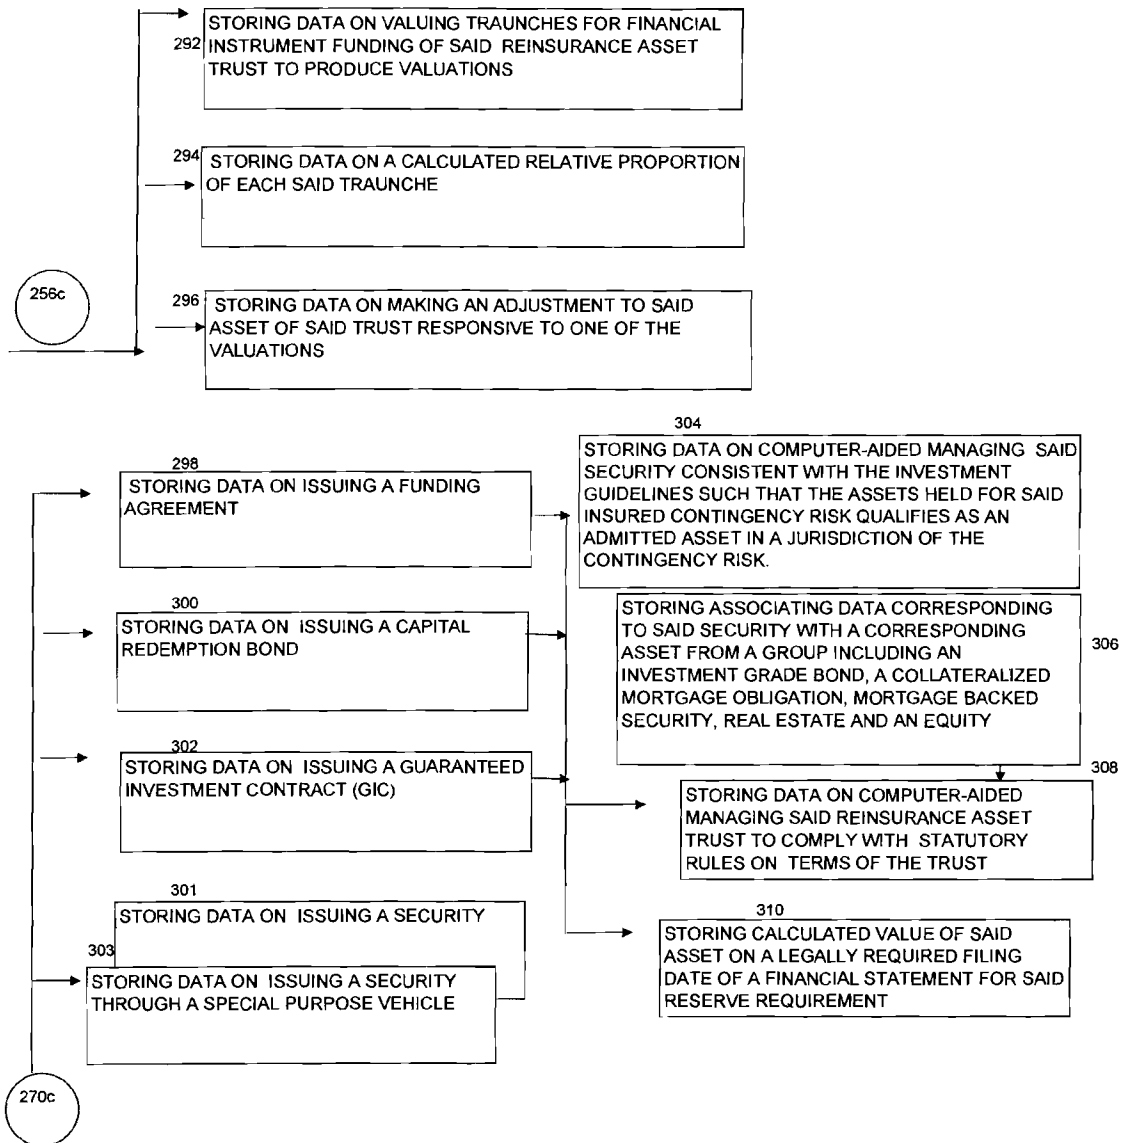 STORING DATA ON VALUING TRAUNCHES FOR FINANCIAL
292 INSTRUMENT FUNDING OF SAID REINSURANCE ASSET
TRUST TO PRODUCE VALUATIONS
294
STORING DATA ON A CALCULATED RELATIVE PROPORTION
OF EACH SAID TRAUNCHE
256c
296
STORING DATA ON MAKING AN ADJUSTMENT TO SAID
ASSET OF SAID TRUST RESPONSIVE TO ONE OF THE
VALUATIONS
298
STORING DATA ON ISSUING A FUNDING
AGREEMENT
300
STORING DATA ON ISSUING A CAPITAL
REDEMPTION BOND
302
STORING DATA ON ISSUING A GUARANTEED
INVESTMENT CONTRACT (GIC)
301
STORING DATA ON ISSUING A SECURITY
303
STORING DATA ON ISSUING A SECURITY
THROUGH A SPECIAL PURPOSE VEHICLE
270c
304
STORING DATA ON COMPUTER-AIDED MANAGING SAID
SECURITY CONSISTENT WITH THE INVESTMENT
GUIDELINES SUCH THAT THE ASSETS HELD FOR SAID
INSURED CONTINGENCY RISK QUALIFIES AS AN
ADMITTED ASSET IN A JURISDICTION OF THE
CONTINGENCY RISK.
306
STORING ASSOCIATING DATA CORRESPONDING
TO SAID SECURITY WITH A CORRESPONDING
ASSET FROM A GROUP INCLUDING AN
INVESTMENT GRADE BOND, A COLLATERALIZED
MORTGAGE OBLIGATION, MORTGAGE BACKED
SECURITY, REAL ESTATE AND AN EQUITY
308
STORING DATA ON COMPUTER-AIDED
MANAGING SAID REINSURANCE ASSET
TRUST TO COMPLY WITH STATUTORY
RULES ON TERMS OF THE TRUST
310
STORING CALCULATED VALUE OF SAID
ASSET ON A LEGALLY REQUIRED FILING
DATE OF A FINANCIAL STATEMENT FOR SAID
RESERVE REQUIREMENT